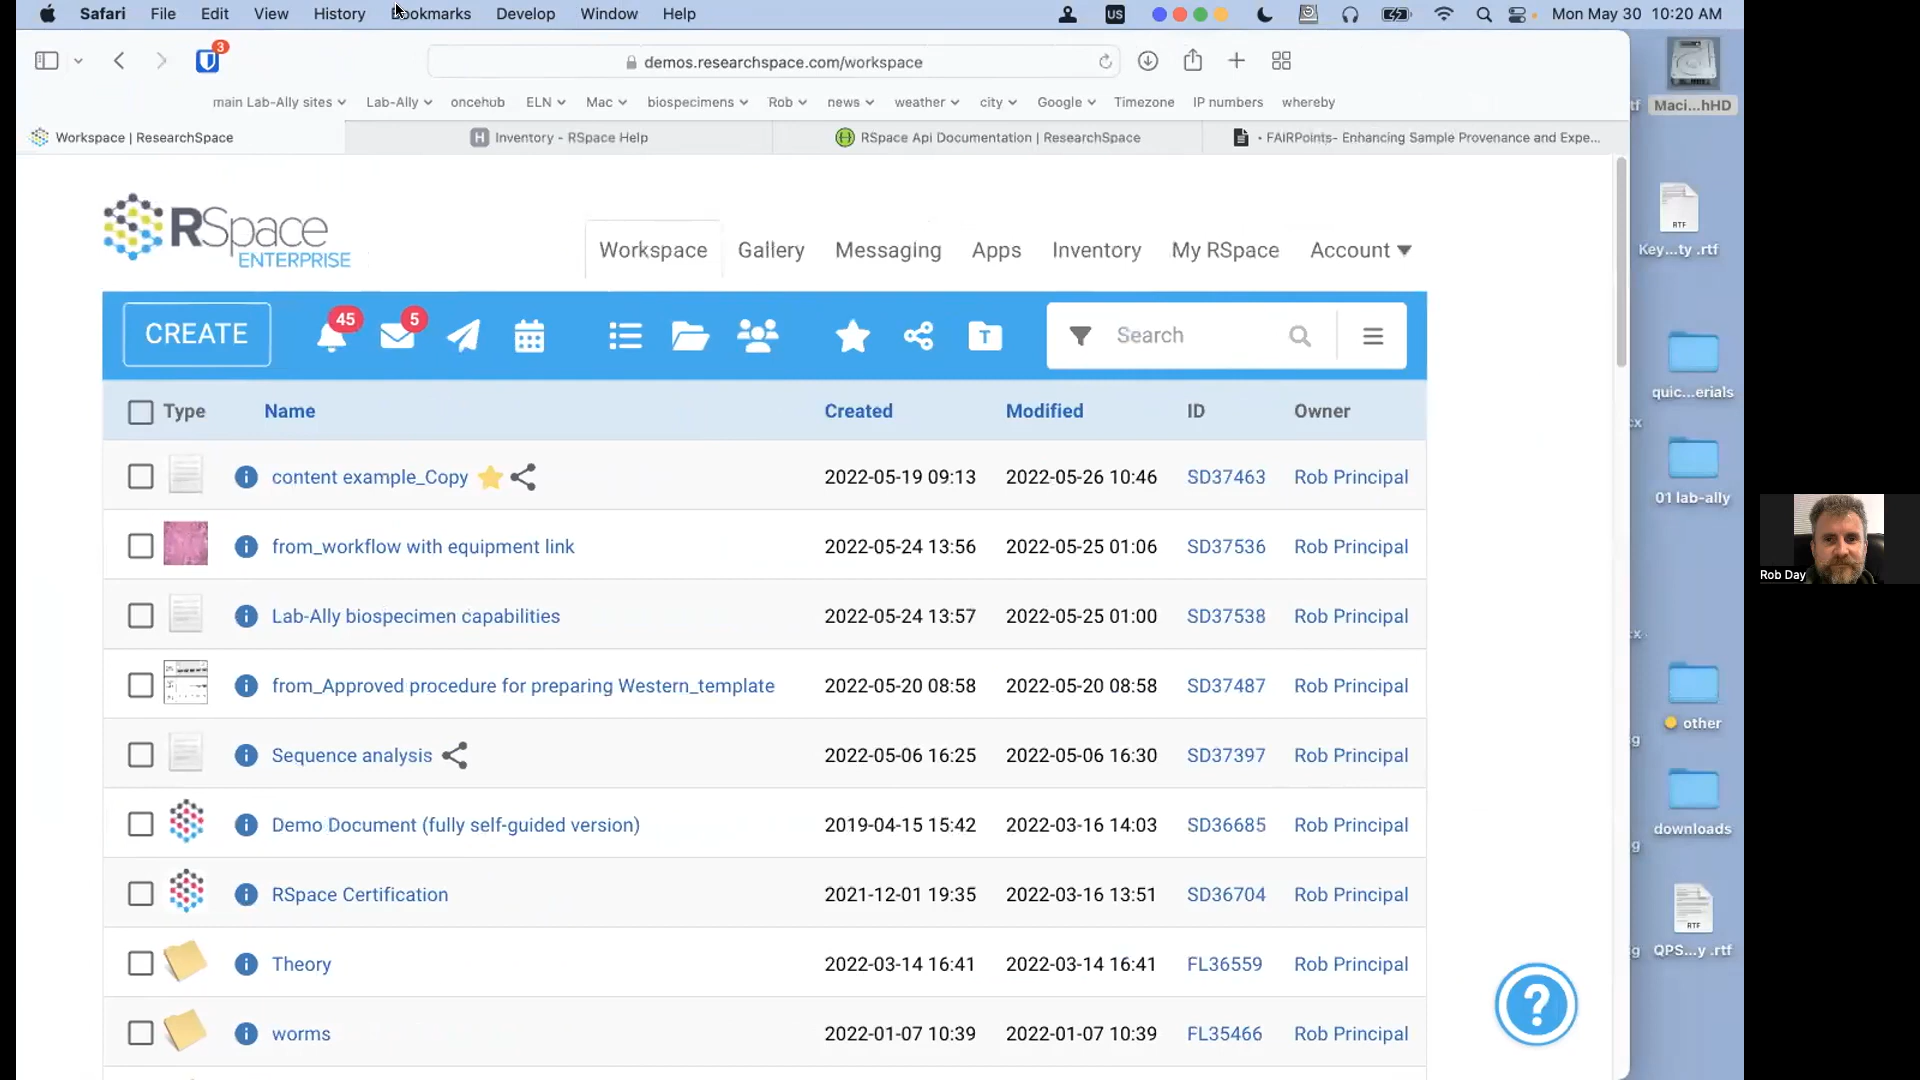 Safari File Edit View History Bookmarks Develop Window Help US Mon May 30 10:20 AM
3 demos.researchspace.com/workspace
main Lab-Ally sites Lab-Ally oncehub ELN Mac biospecimens Rob news weather city Google Timezone IP numbers whereby
Workspace | ResearchSpace H Inventory - RSpace Help RSpace Api Documentation | ResearchSpace · FAIRPoints- Enhancing Sample Provenance and Expe...
RSpace ENTERPRISE
Workspace Gallery Messaging Apps Inventory My RSpace Account
CREATE 45 5 T Search
Type Name Created Modified ID Owner
content example_Copy 2022-05-19 09:13 2022-05-26 10:46 SD37463 Rob Principal
from_workflow with equipment link 2022-05-24 13:56 2022-05-25 01:06 SD37536 Rob Principal
Lab-Ally biospecimen capabilities 2022-05-24 13:57 2022-05-25 01:00 SD37538 Rob Principal
from_Approved procedure for preparing Western_template 2022-05-20 08:58 2022-05-20 08:58 SD37487 Rob Principal
Sequence analysis 2022-05-06 16:25 2022-05-06 16:30 SD37397 Rob Principal
Demo Document (fully self-guided version) 2019-04-15 15:42 2022-03-16 14:03 SD36685 Rob Principal
RSpace Certification 2021-12-01 19:35 2022-03-16 13:51 SD36704 Rob Principal
Theory 2022-03-14 16:41 2022-03-14 16:41 FL36559 Rob Principal
worms 2022-01-07 10:39 2022-01-07 10:39 FL35466 Rob Principal
?
Maci...hHD
RTF
Key...ty .rtf
quic...erials
01 lab-ally
other
downloads
RTF
QPS...y .rtf
Rob Day